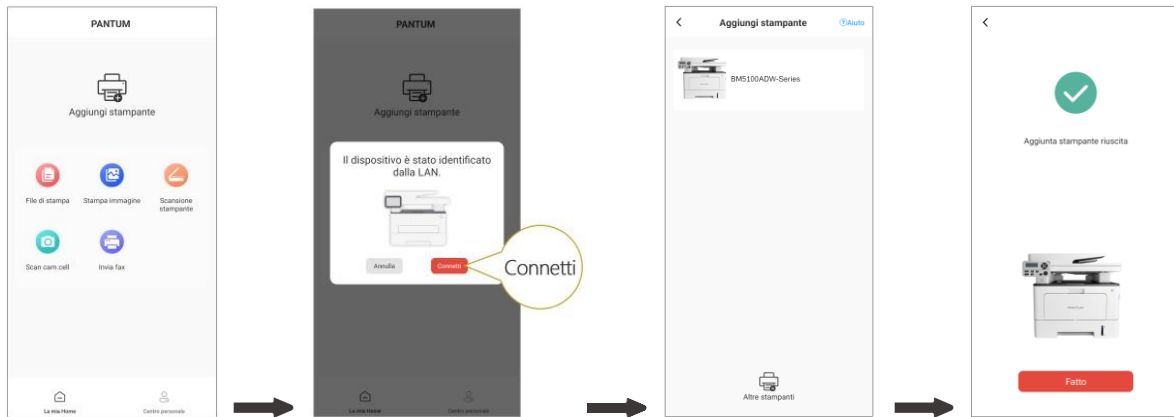 PANTUM
Aggiungi stampante
File di stampa
Stampa immagine
Scansione
stampante
Scan cam.cell
Invia fax
La mia Home
Centro personale
PANTUM
Aggiungi stampante
Il dispositivo è stato identificato
dalla LAN.
Annulla
Connetti
Connetti
La mia Home
Centro personale
Aggiungi stampante
?Aiuto
BM5100ADW-Series
Altre stampanti
Aggiunta stampante riuscita
PANTUM
Fatto